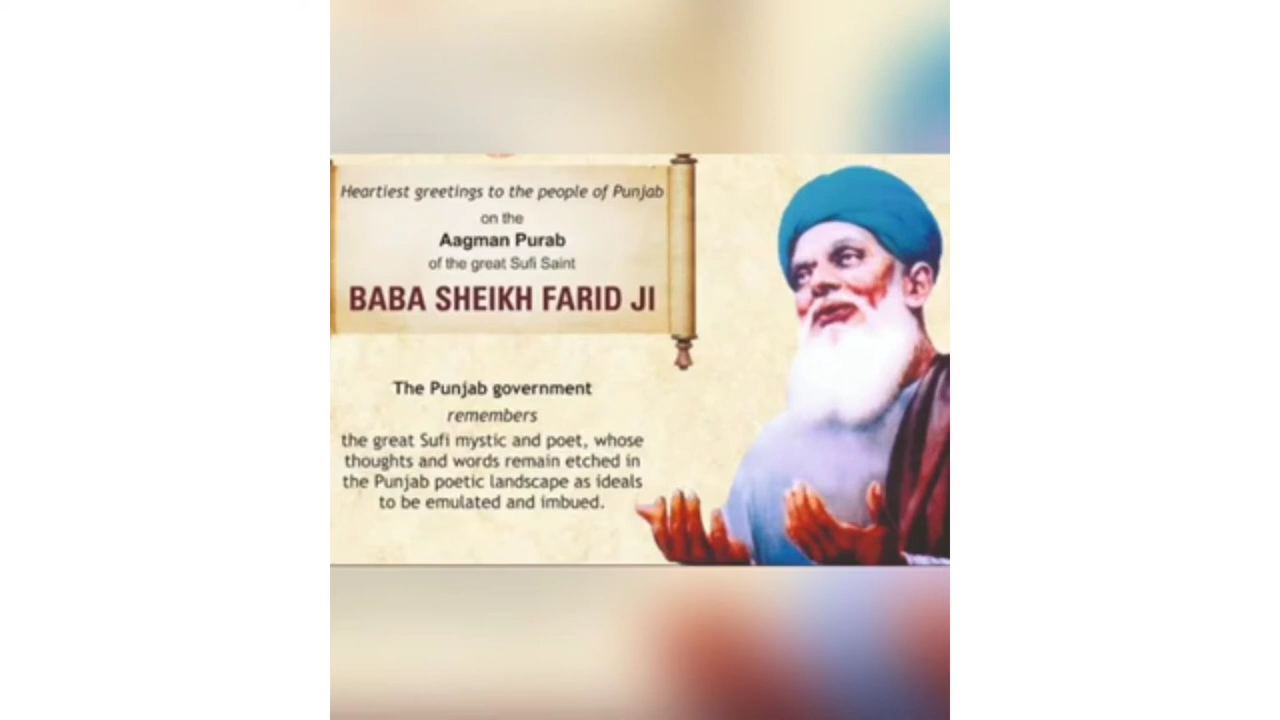 Heartiest greetings to the people of Punjab
on the
Aagman Purab
of the great Sufi Saint
BABA SHEIKH FARID JI
The Punjab government
remembers
the great Sufi mystic and poet, whose
thoughts and words remain etched in
the Punjab poetic landscape as ideals
to be emulated and imbued.